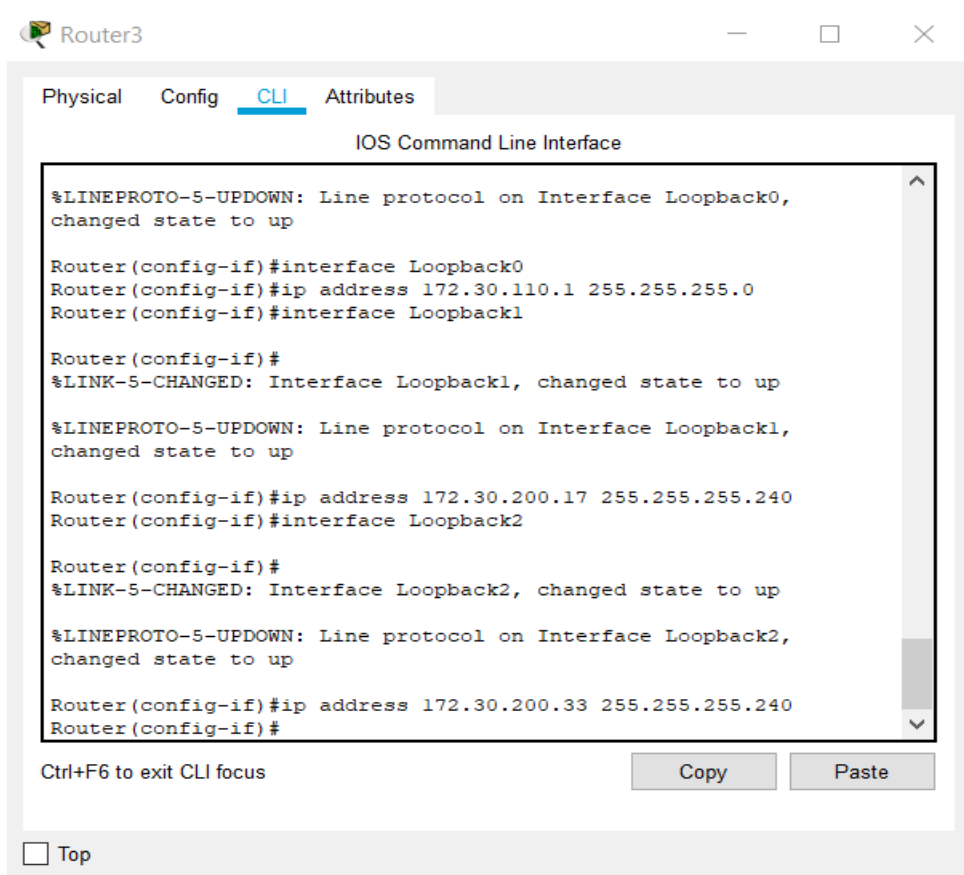 Router3
Physical Config CLI Attributes
IOS Command Line Interface
%LINEPROTO-5-UPDOWN: Line protocol on Interface Loopback0,
changed state to up
Router(config-if)#interface Loopback0
Router(config-if)#ip address 172.30.110.1 255.255.255.0
Router(config-if)#interface Loopback1
Router(config-if)#
%LINK-5-CHANGED: Interface Loopback1, changed state to up
%LINEPROTO-5-UPDOWN: Line protocol on Interface Loopback1,
changed state to up
Router(config-if)#ip address 172.30.200.17 255.255.255.240
Router(config-if)#interface Loopback2
Router(config-if)#
%LINK-5-CHANGED: Interface Loopback2, changed state to up
%LINEPROTO-5-UPDOWN: Line protocol on Interface Loopback2,
changed state to up
Router(config-if)#ip address 172.30.200.33 255.255.255.240
Router(config-if)#
Ctrl+F6 to exit CLI focus
Copy Paste
Top